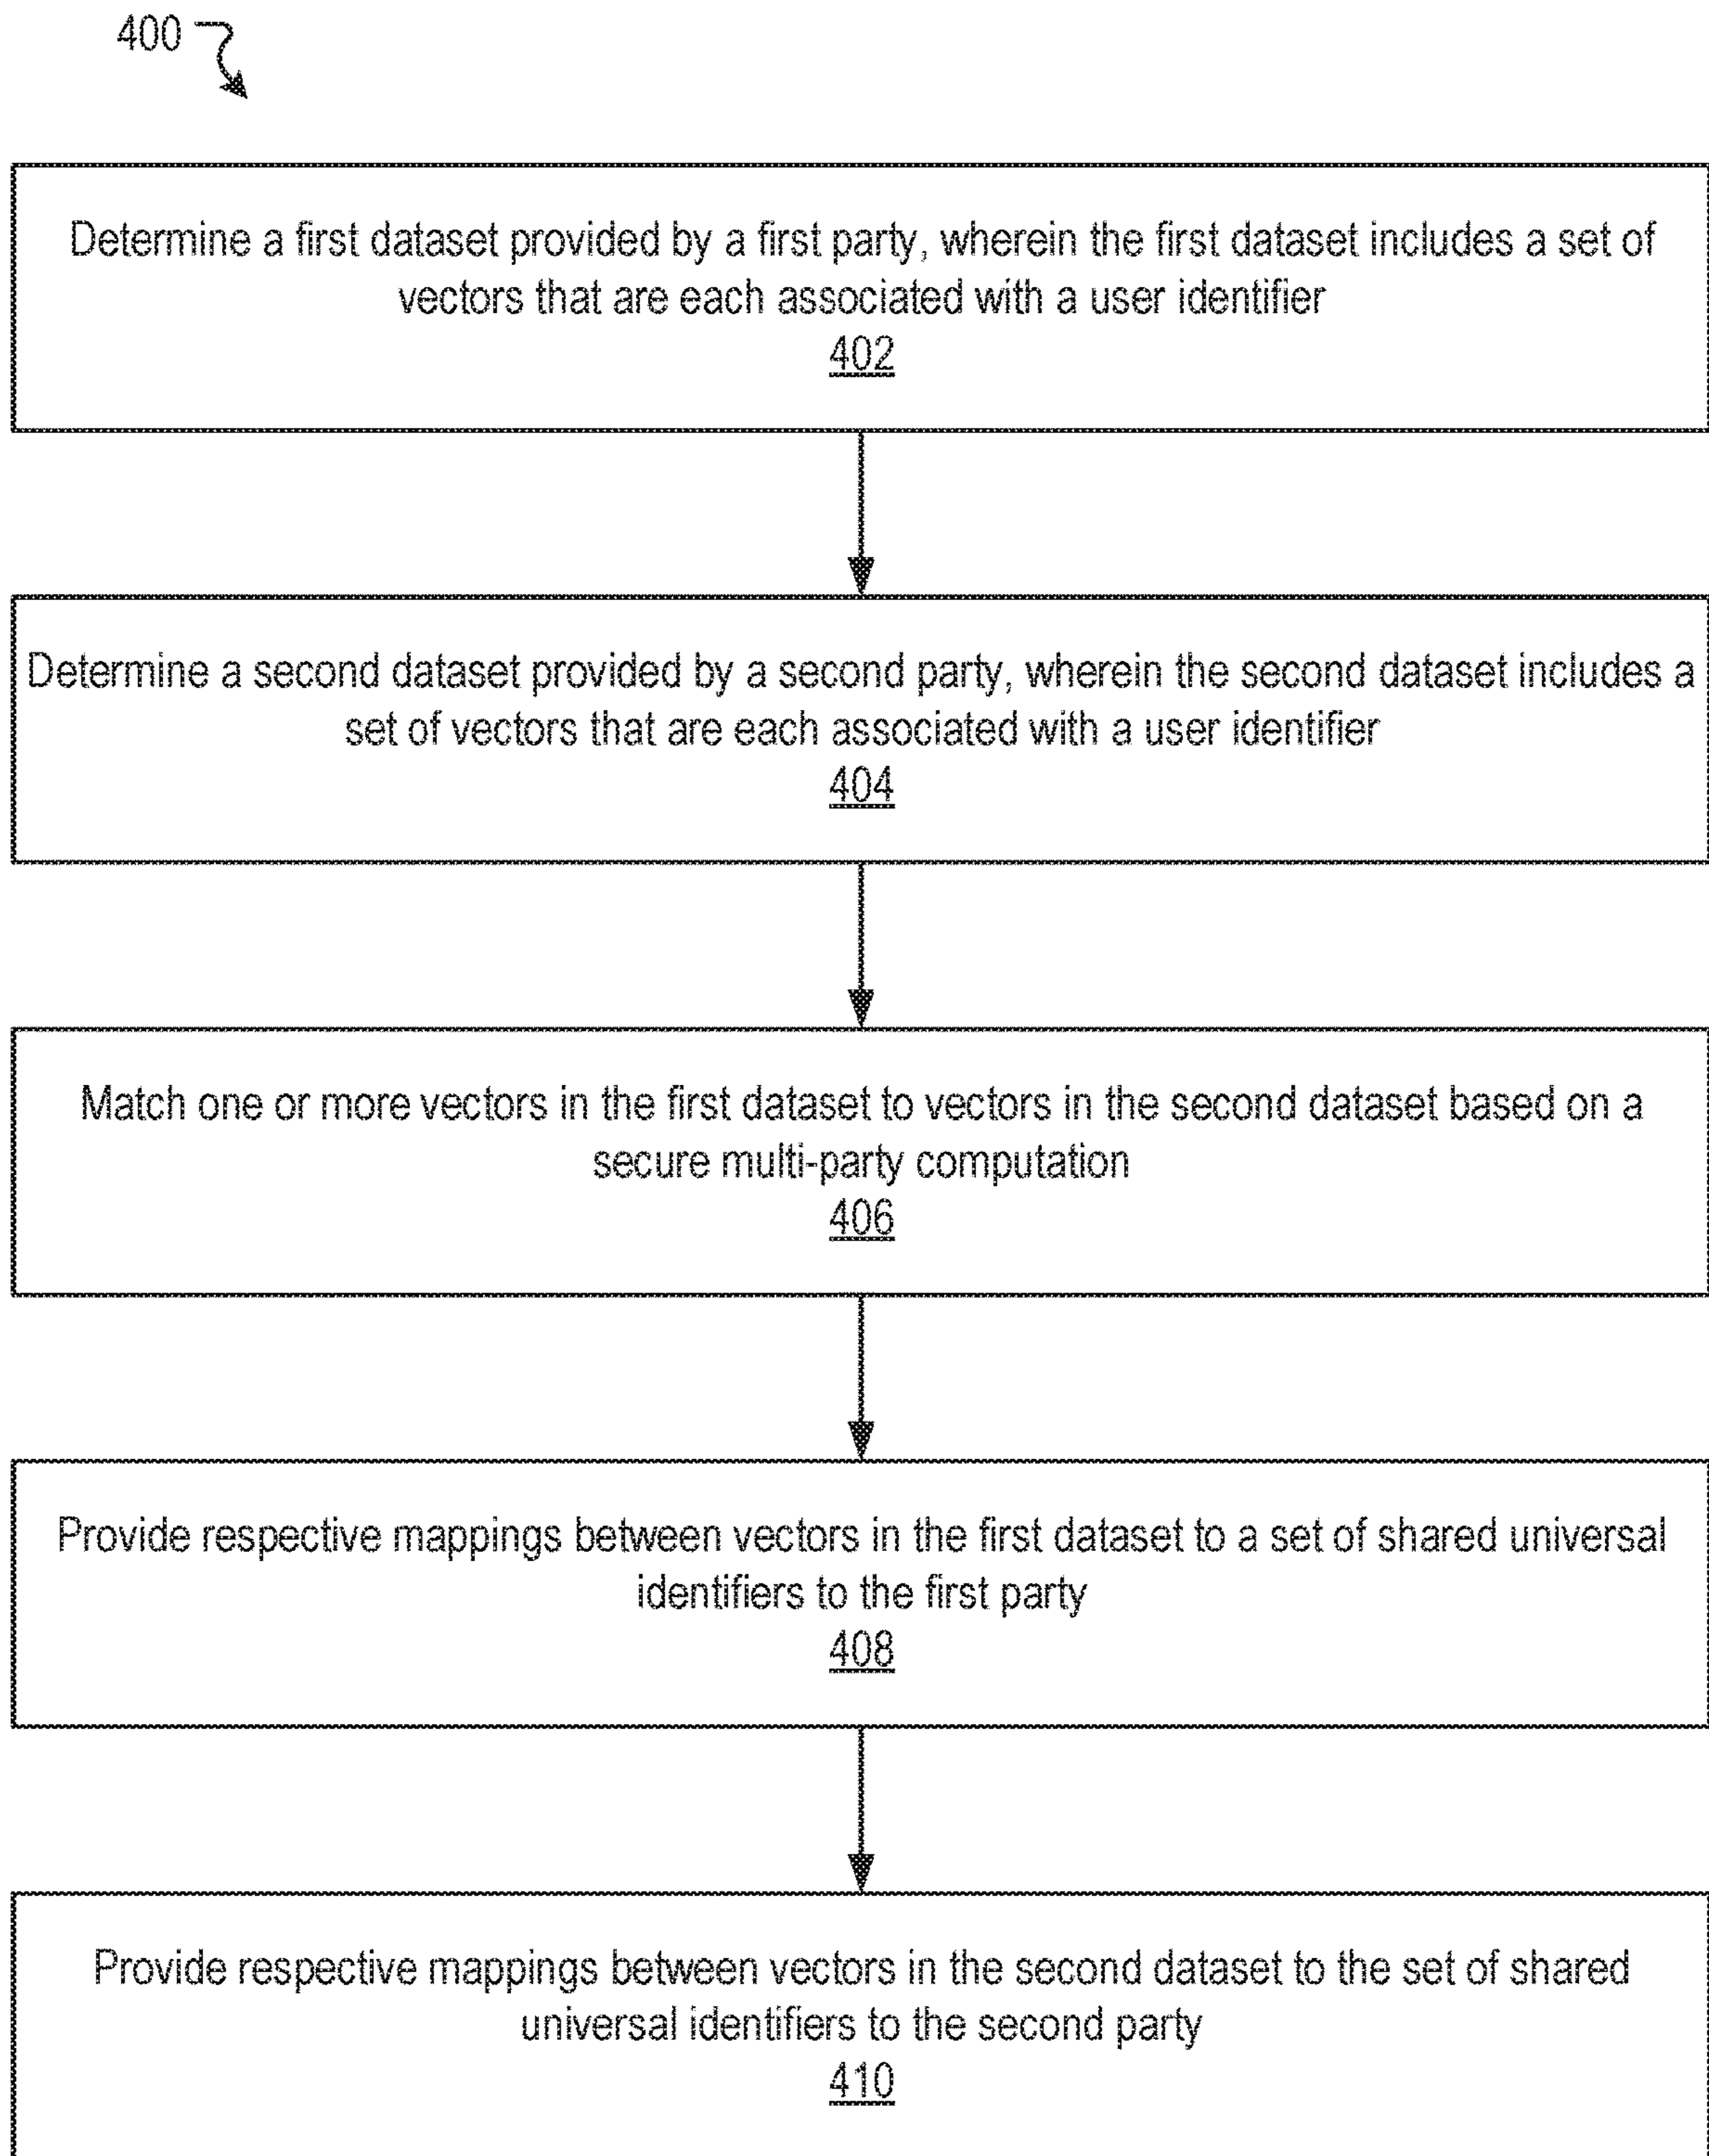 400
Determine a first dataset provided by a first party, wherein the first dataset includes a set of
vectors that are each associated with a user identifier
402
Determine a second dataset provided by a second party, wherein the second dataset includes a
set of vectors that are each associated with a user identifier
404
Match one or more vectors in the first dataset to vectors in the second dataset based on a
secure multi-party computation
406
Provide respective mappings between vectors in the first dataset to a set of shared universal
identifiers to the first party
408
Provide respective mappings between vectors in the second dataset to the set of shared
universal identifiers to the second party
410